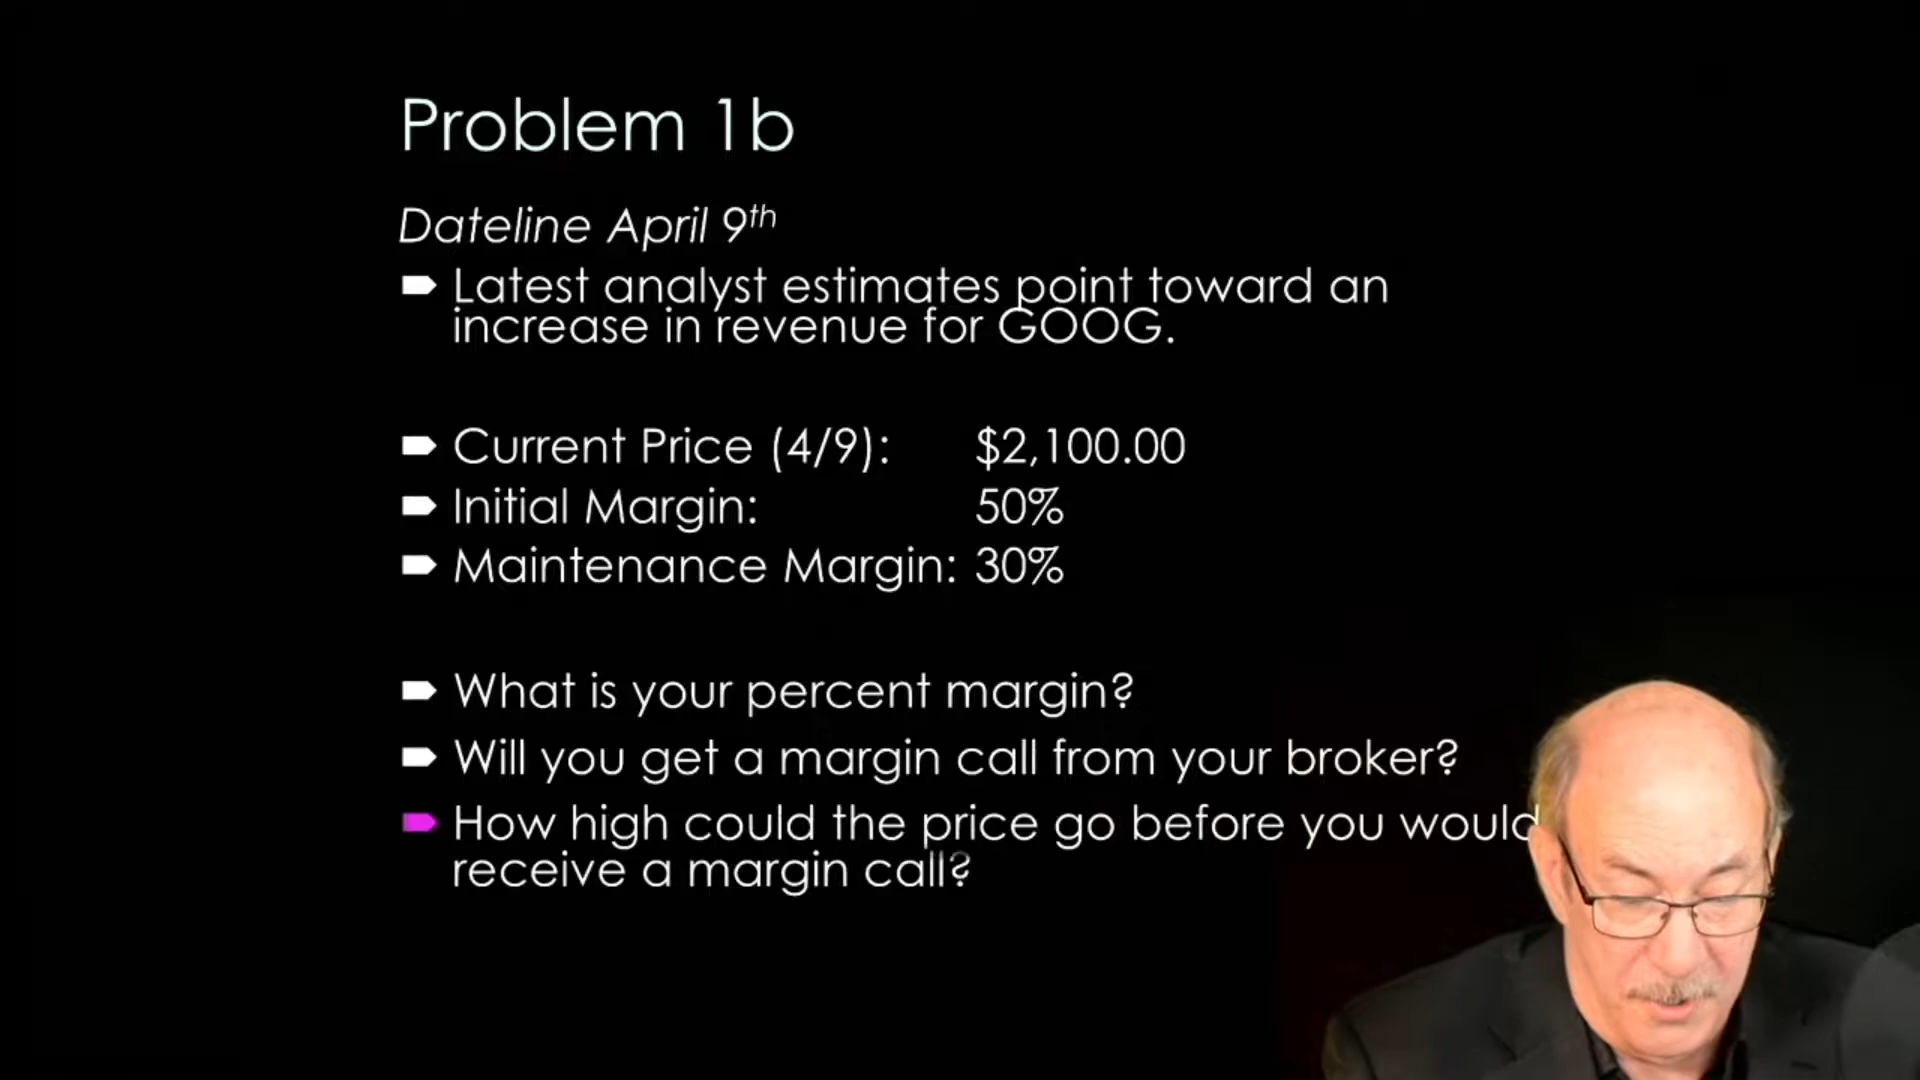 Problem 1b
Dateline April 9th
Latest analyst estimates point toward an
increase in revenue for GOOG.
Current Price (4/9): $2,100.00
Initial Margin: 50%
Maintenance Margin: 30%
What is your percent margin?
Will you get a margin call from your broker?
How high could the price go before you would
receive a margin call?